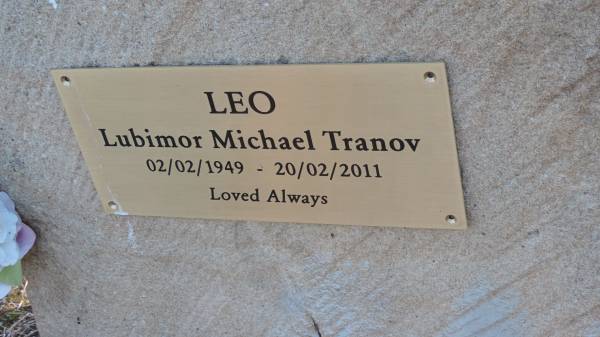 LEO
Lubimor Michael Tranov
02/02/1949 - 20/02/2011
Loved Always